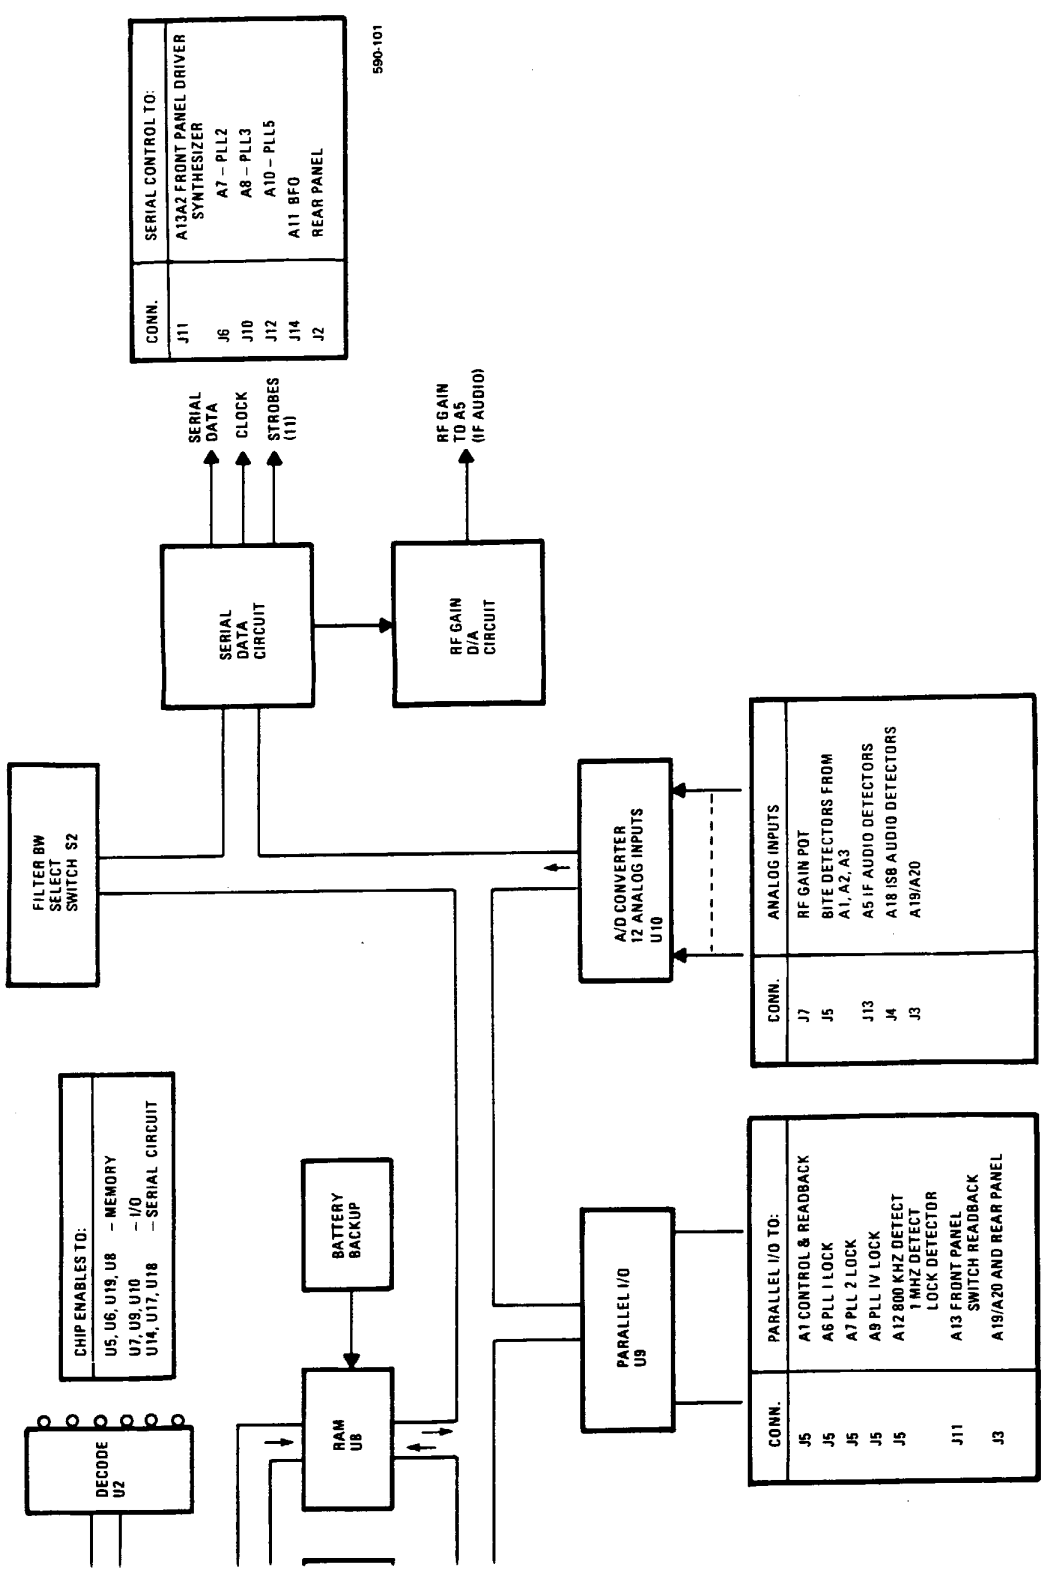 DECODE
U2
CHIP ENABLES TO:
U5, U6, U19, U8 – MEMORY
U7, U9, U10 – I/O
U14, U17, U18 – SERIAL CIRCUIT
FILTER BW
SELECT
SWITCH S2
RAM
U8
BATTERY
BACKUP
SERIAL
DATA
CIRCUIT
SERIAL
DATA
CLOCK
STROBES
(11)
CONN. SERIAL CONTROL TO:
J11 A13A2 FRONT PANEL DRIVER
SYNTHESIZER
J6 A7 – PLL2
J10 A8 – PLL3
J12 A10 – PLL5
J14 A11 BFO
J2 REAR PANEL
590-101
RF GAIN
D/A
CIRCUIT
RF GAIN
TO A5
(IF AUDIO)
PARALLEL I/O
U9
A/D CONVERTER
12 ANALOG INPUTS
U10
CONN. PARALLEL I/O TO:
J5 A1 CONTROL & READBACK
J5 A6 PLL I LOCK
J5 A7 PLL 2 LOCK
J5 A9 PLL IV LOCK
J5 A12 800 KHZ DETECT
1 MHZ DETECT
LOCK DETECTOR
J11 A13 FRONT PANEL
SWITCH READBACK
J3 A19/A20 AND REAR PANEL
CONN. ANALOG INPUTS
J7 RF GAIN POT
J5 BITE DETECTORS FROM
A1, A2, A3
J13 A5 IF AUDIO DETECTORS
J4 A18 ISB AUDIO DETECTORS
J3 A19/A20